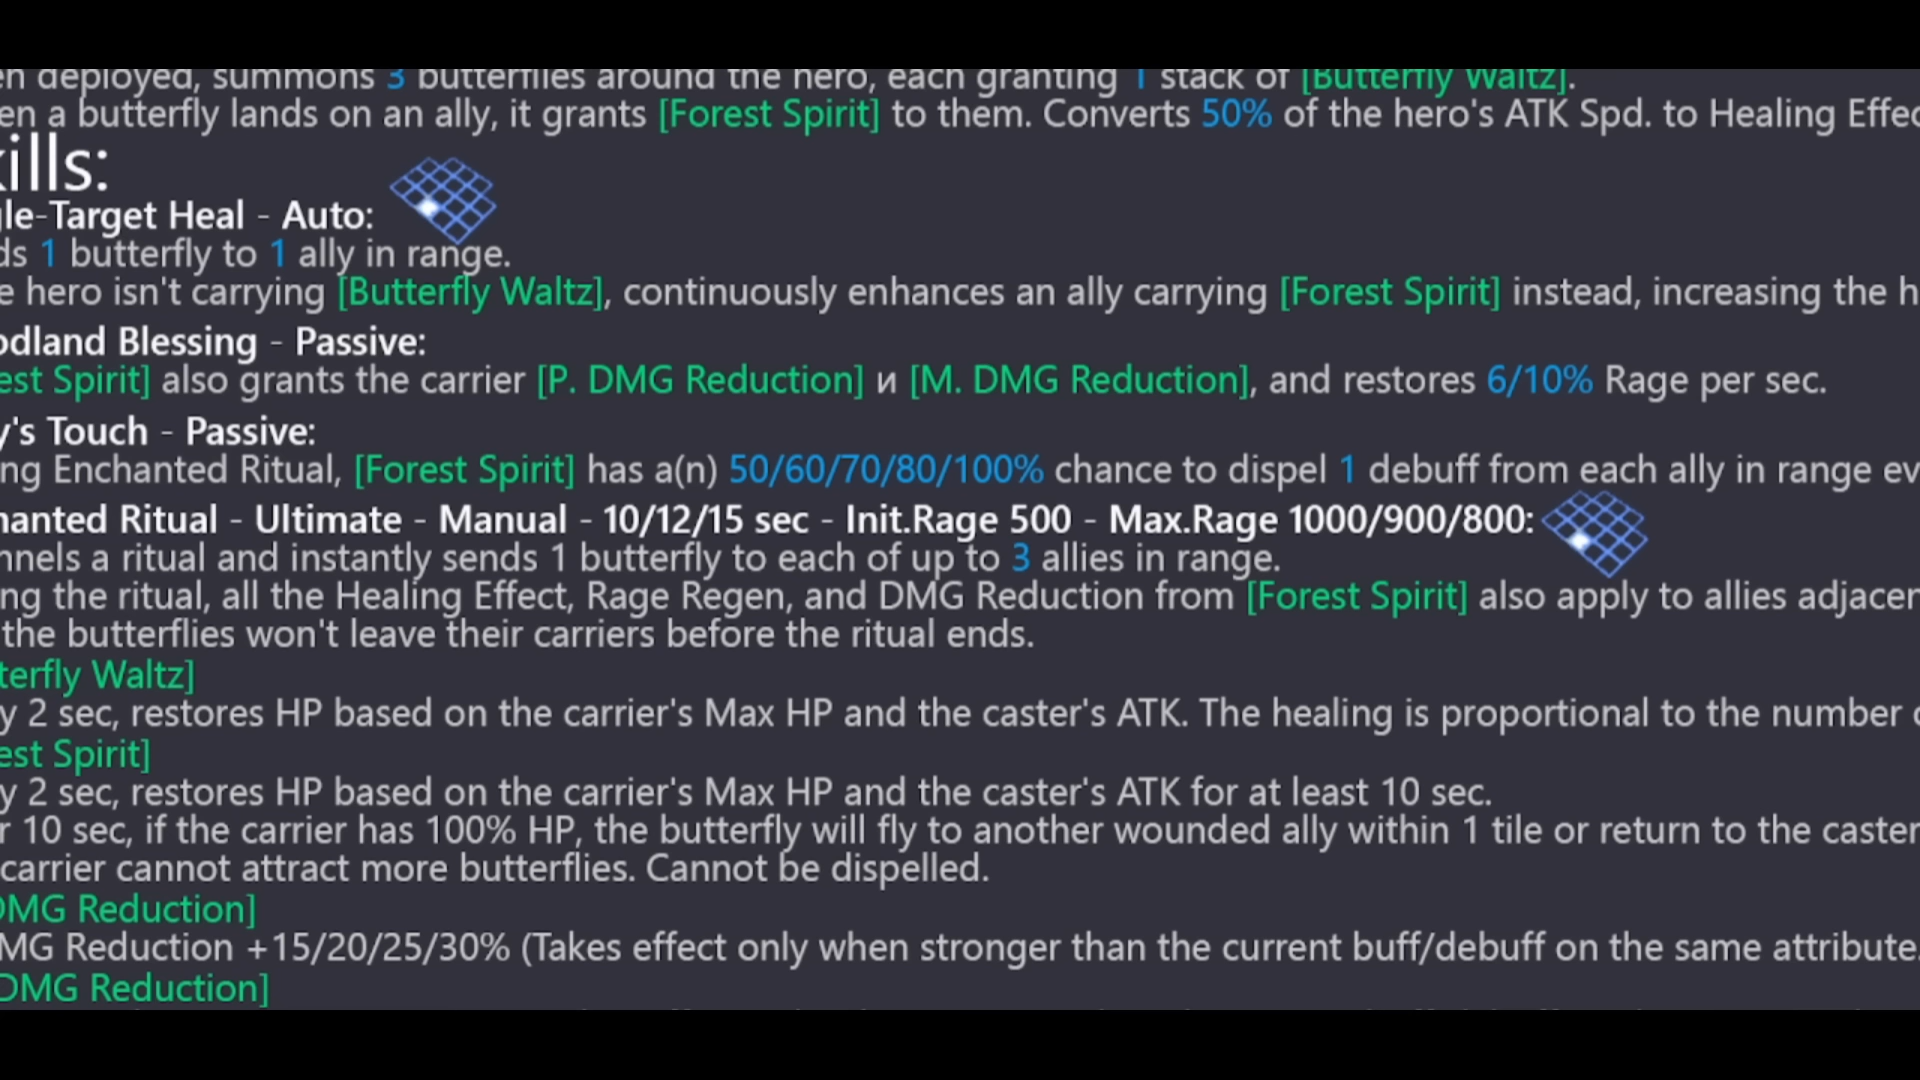 en deployed, summons 3 butterflies around the hero, each granting 1 stack of [Butterfly Waltz].
en a butterfly lands on an ally, it grants [Forest Spirit] to them. Converts 50% of the hero's ATK Spd. to Healing Effec
kills:
gle-Target Heal - Auto:
ds 1 butterfly to 1 ally in range.
e hero isn't carrying [Butterfly Waltz], continuously enhances an ally carrying [Forest Spirit] instead, increasing the h
odland Blessing - Passive:
est Spirit] also grants the carrier [P. DMG Reduction] и [M. DMG Reduction], and restores 6/10% Rage per sec.
y's Touch - Passive:
ng Enchanted Ritual, [Forest Spirit] has a(n) 50/60/70/80/100% chance to dispel 1 debuff from each ally in range ev
hanted Ritual - Ultimate - Manual - 10/12/15 sec - Init.Rage 500 - Max.Rage 1000/900/800:
nnels a ritual and instantly sends 1 butterfly to each of up to 3 allies in range.
ng the ritual, all the Healing Effect, Rage Regen, and DMG Reduction from [Forest Spirit] also apply to allies adjacen
the butterflies won't leave their carriers before the ritual ends.
terfly Waltz]
y 2 sec, restores HP based on the carrier's Max HP and the caster's ATK. The healing is proportional to the number o
est Spirit]
y 2 sec, restores HP based on the carrier's Max HP and the caster's ATK for at least 10 sec.
r 10 sec, if the carrier has 100% HP, the butterfly will fly to another wounded ally within 1 tile or return to the caster
carrier cannot attract more butterflies. Cannot be dispelled.
DMG Reduction]
MG Reduction +15/20/25/30% (Takes effect only when stronger than the current buff/debuff on the same attribute.
DMG Reduction]